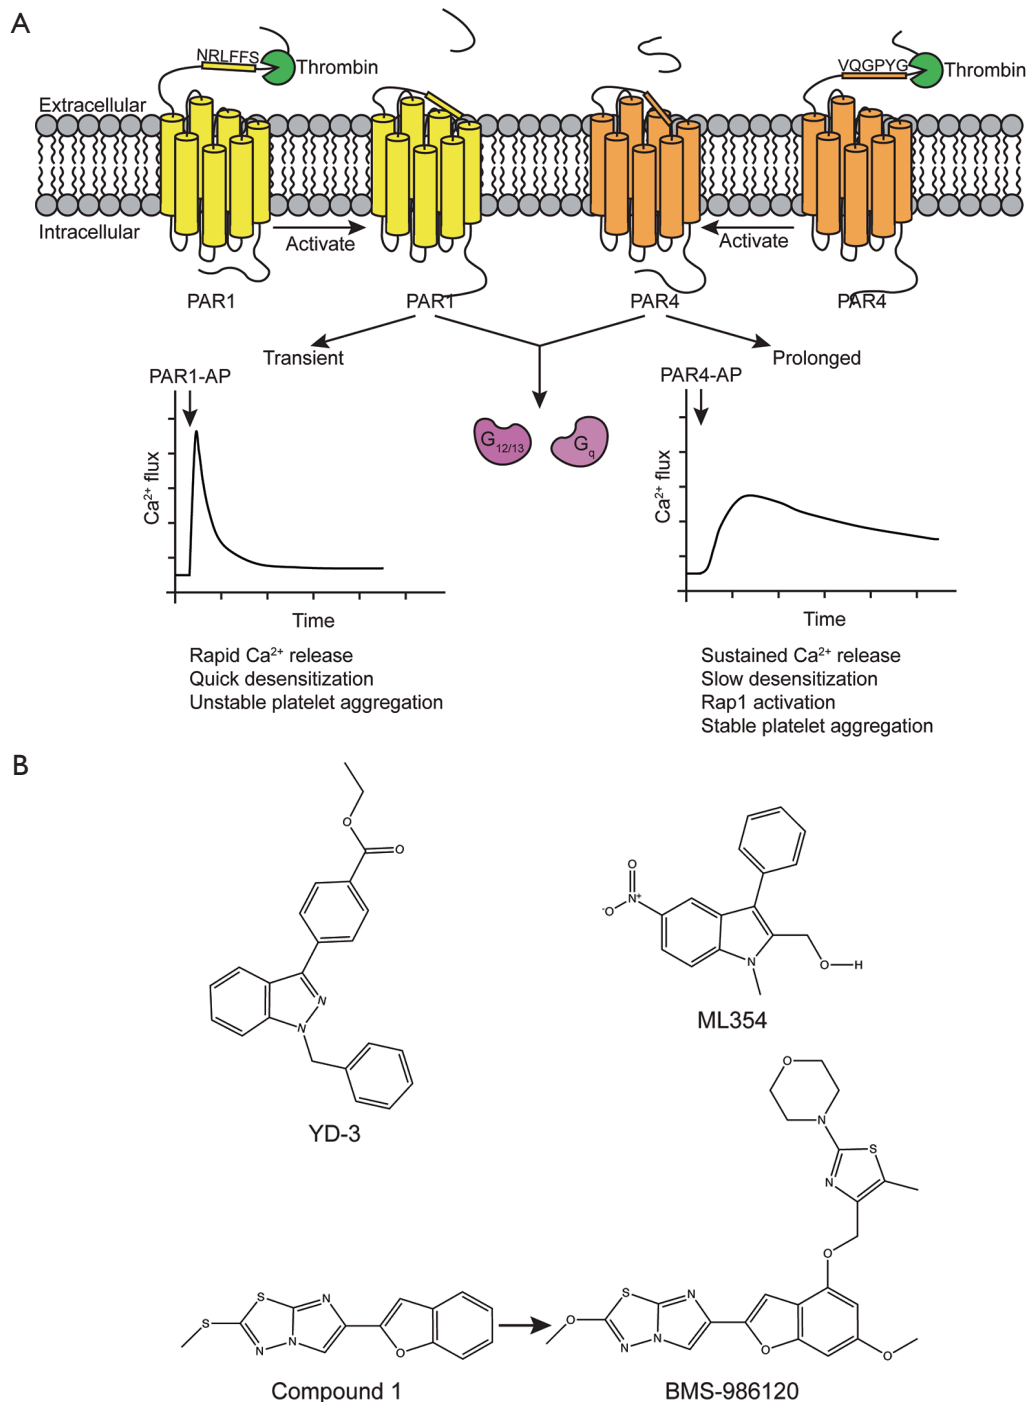 A
NRLFFS
Thrombin
VQGPYG
Thrombin
Extracellular
Intracellular
Activate
Activate
PAR1
PAR1
PAR4
PAR4
Transient
Prolonged
PAR1-AP
PAR4-AP
G12/13
Gq
Ca²⁺ flux
Ca²⁺ flux
Time
Time
Rapid Ca²⁺ release
Quick desensitization
Unstable platelet aggregation
Sustained Ca²⁺ release
Slow desensitization
Rap1 activation
Stable platelet aggregation
B
O
O
N
N
YD-3
O
N⁺
⁻O
N
O
H
ML354
S
S
N
N
N
O
Compound 1
O
N
S
N
O
O
S
N
N
N
O
O
BMS-986120